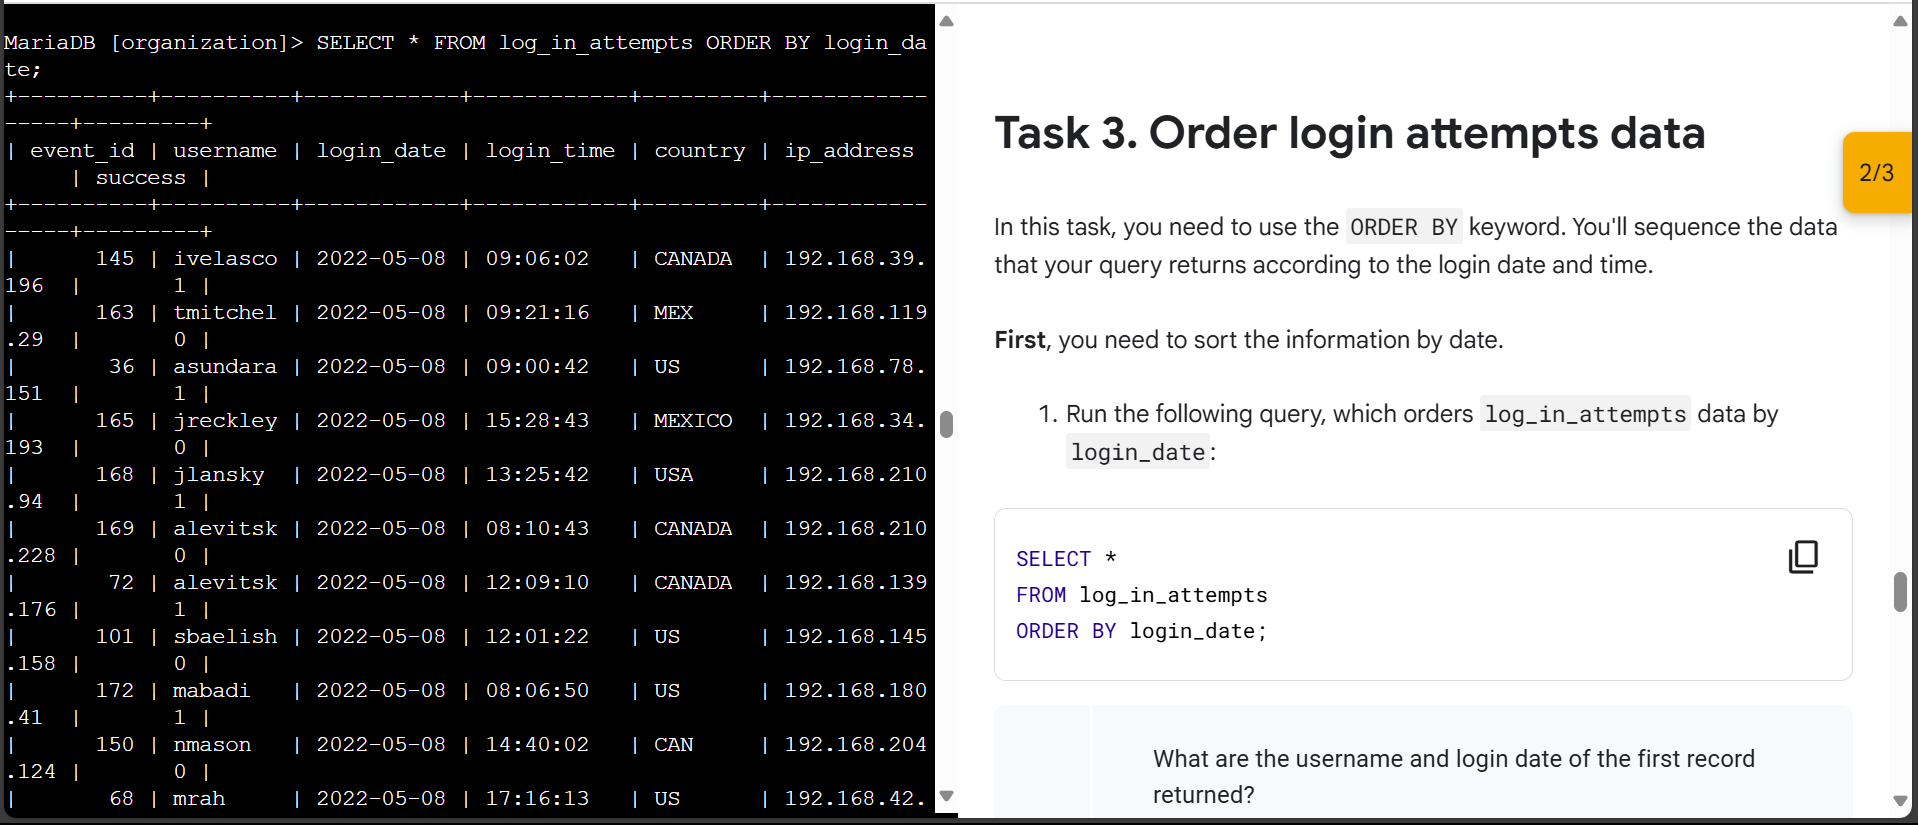 MariaDB [organization]> SELECT * FROM log_in_attempts ORDER BY login_da
te;
+----------+----------+------------+------------+---------+------------
-----+---------+
| event_id | username | login_date | login_time | country | ip_address
     | success |
+----------+----------+------------+------------+---------+------------
-----+---------+
|      145 | ivelasco | 2022-05-08 | 09:06:02   | CANADA  | 192.168.39.
196  |       1 |
|      163 | tmitchel | 2022-05-08 | 09:21:16   | MEX     | 192.168.119
.29  |       0 |
|       36 | asundara | 2022-05-08 | 09:00:42   | US      | 192.168.78.
151  |       1 |
|      165 | jreckley | 2022-05-08 | 15:28:43   | MEXICO  | 192.168.34.
193  |       0 |
|      168 | jlansky  | 2022-05-08 | 13:25:42   | USA     | 192.168.210
.94  |       1 |
|      169 | alevitsk | 2022-05-08 | 08:10:43   | CANADA  | 192.168.210
.228 |       0 |
|       72 | alevitsk | 2022-05-08 | 12:09:10   | CANADA  | 192.168.139
.176 |       1 |
|      101 | sbaelish | 2022-05-08 | 12:01:22   | US      | 192.168.145
.158 |       0 |
|      172 | mabadi   | 2022-05-08 | 08:06:50   | US      | 192.168.180
.41  |       1 |
|      150 | nmason   | 2022-05-08 | 14:40:02   | CAN     | 192.168.204
.124 |       0 |
|       68 | mrah     | 2022-05-08 | 17:16:13   | US      | 192.168.42.
Task 3. Order login attempts data
2/3
In this task, you need to use the ORDER BY keyword. You'll sequence the data
that your query returns according to the login date and time.
First, you need to sort the information by date.
1. Run the following query, which orders log_in_attempts data by
login_date:
SELECT *
FROM log_in_attempts
ORDER BY login_date;
What are the username and login date of the first record
returned?